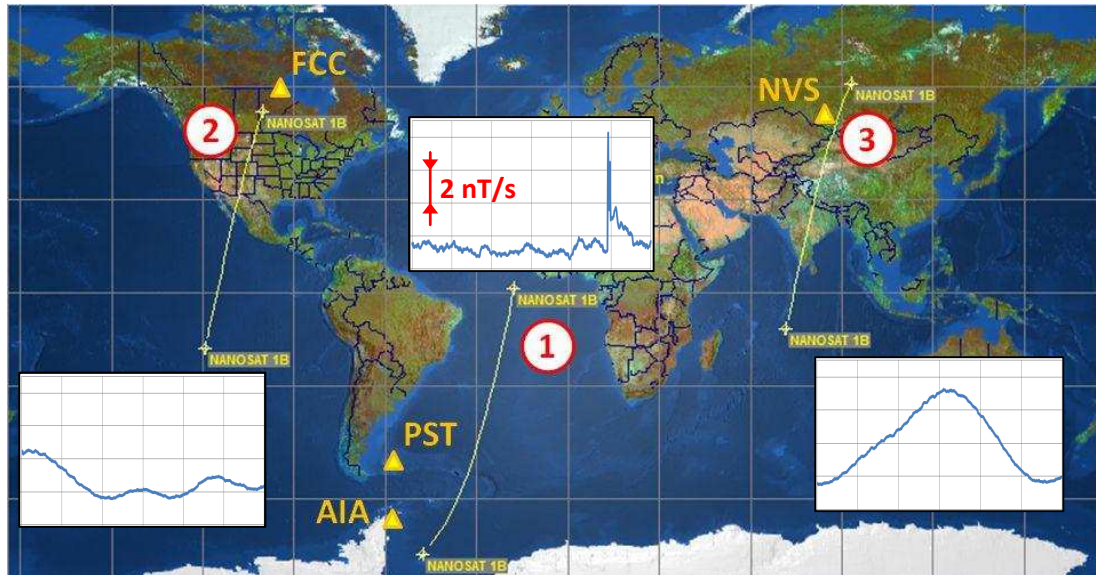 FCC
NVS
NANOSAT 1B
2
NANOSAT 1B
3
2 nT/s
NANOSAT 1B
1
NANOSAT 1B
NANOSAT 1B
PST
AIA
NANOSAT 1B